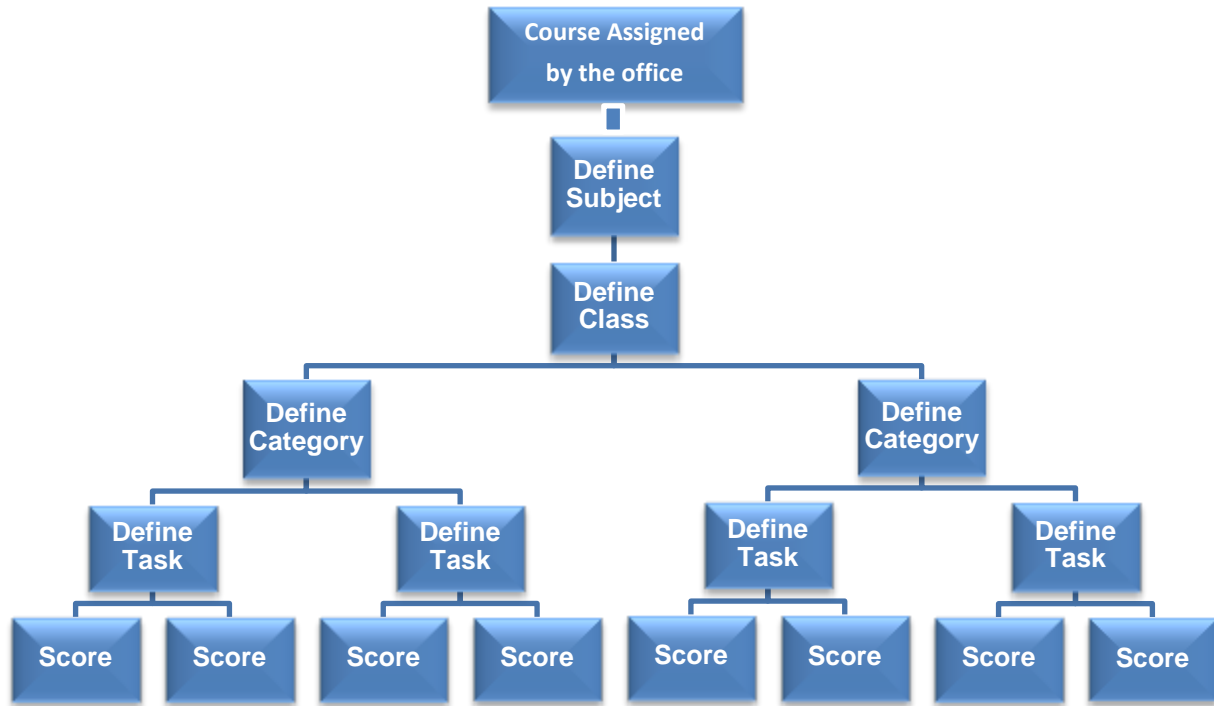 Course Assigned
by the office
Define
Subject
Define
Class
Define
Category
Define
Category
Define
Task
Define
Task
Define
Task
Define
Task
Score
Score
Score
Score
Score
Score
Score
Score